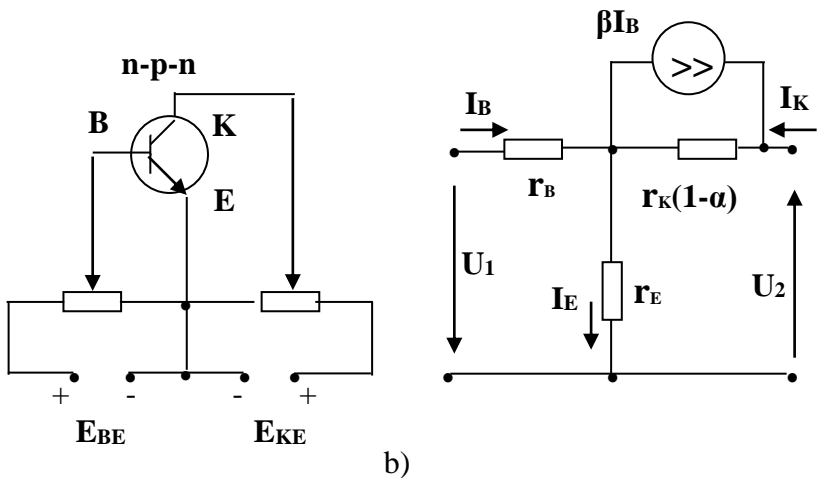 βIB
n-p-n
B
K
E
IB
IK
rB
rK(1-α)
U1
IE
rE
U2
+ - - +
EBE EKE
b)